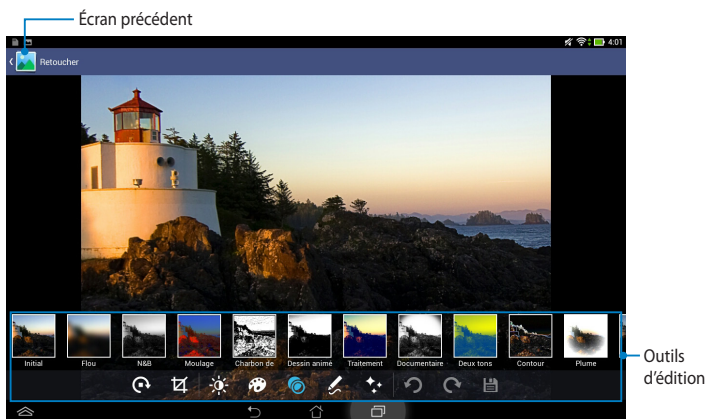 Écran précédent
4:01
Retoucher
Initial
Flou
N&B
Moulage
Charbon de
Dessin animé
Traitement
Documentaire
Deux tons
Contour
Plume
Outils
d'édition